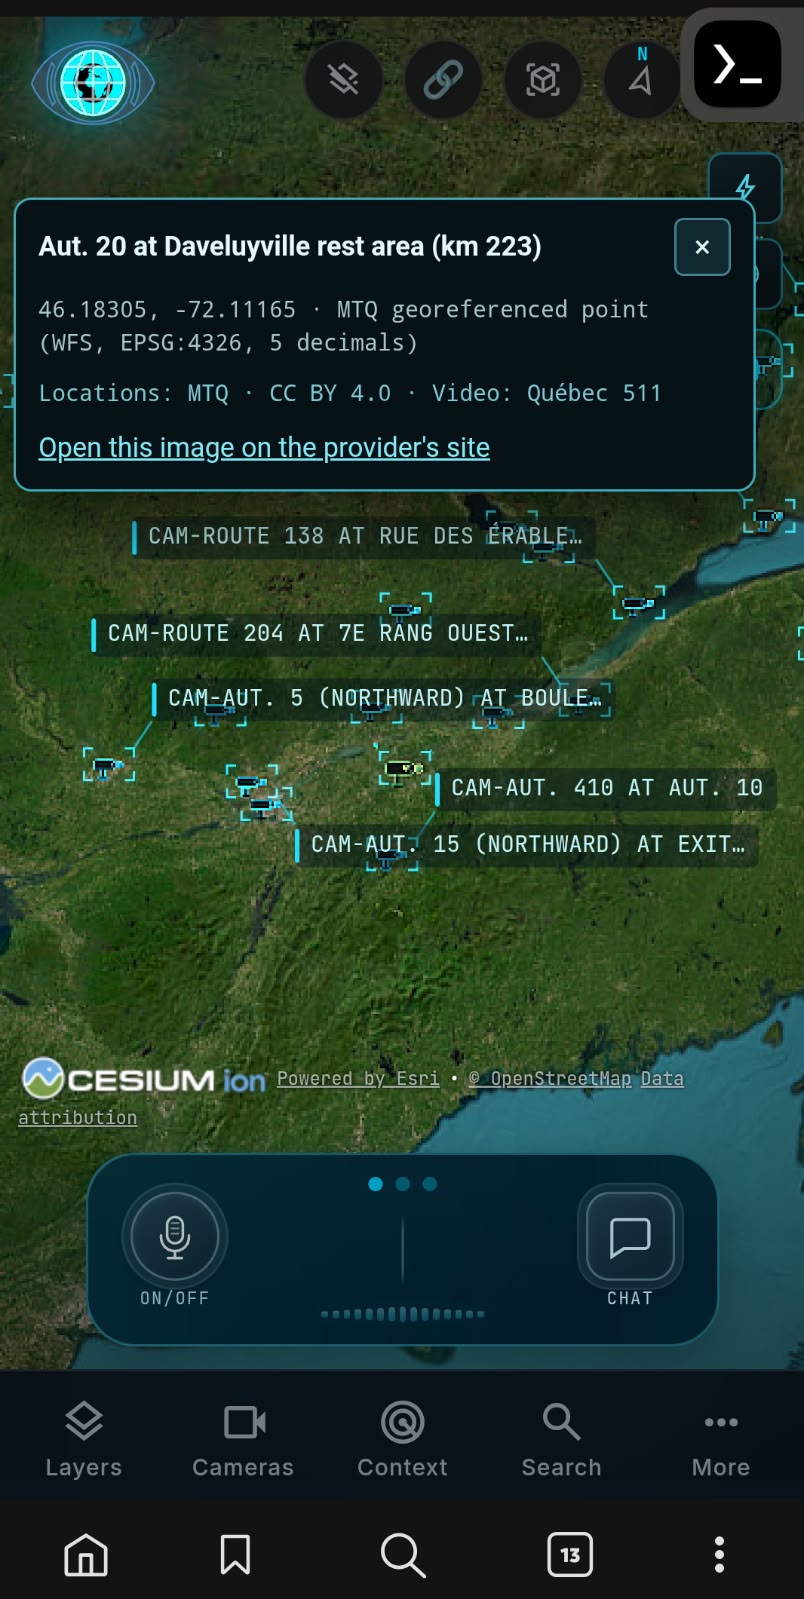 N
Aut. 20 at Daveluyville rest area (km 223)
46.18305, -72.11165 · MTQ georeferenced point
(WFS, EPSG:4326, 5 decimals)
Locations: MTQ · CC BY 4.0 · Video: Québec 511
Open this image on the provider's site
CAM-ROUTE 138 AT RUE DES ÉRABLE…
CAM-ROUTE 204 AT 7E RANG OUEST…
CAM-AUT. 5 (NORTHWARD) AT BOULE…
CAM-AUT. 410 AT AUT. 10
CAM-AUT. 15 (NORTHWARD) AT EXIT…
CESIUM ion Powered by Esri • © OpenStreetMap Data
attribution
ON/OFF
CHAT
Layers
Cameras
Context
Search
More
13